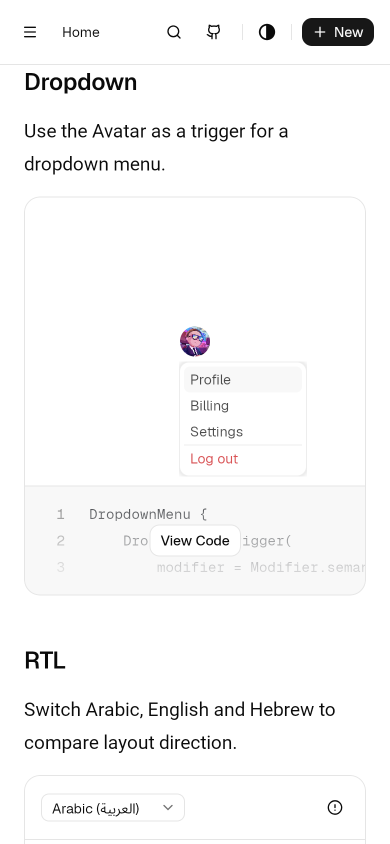 Home
New
Dropdown
Use the Avatar as a trigger for a
dropdown menu.
Profile
Billing
Settings
Log out
1 DropdownMenu {
2 Dro View Code igger(
3 modifier = Modifier.seman
RTL
Switch Arabic, English and Hebrew to
compare layout direction.
Arabic (العربية)